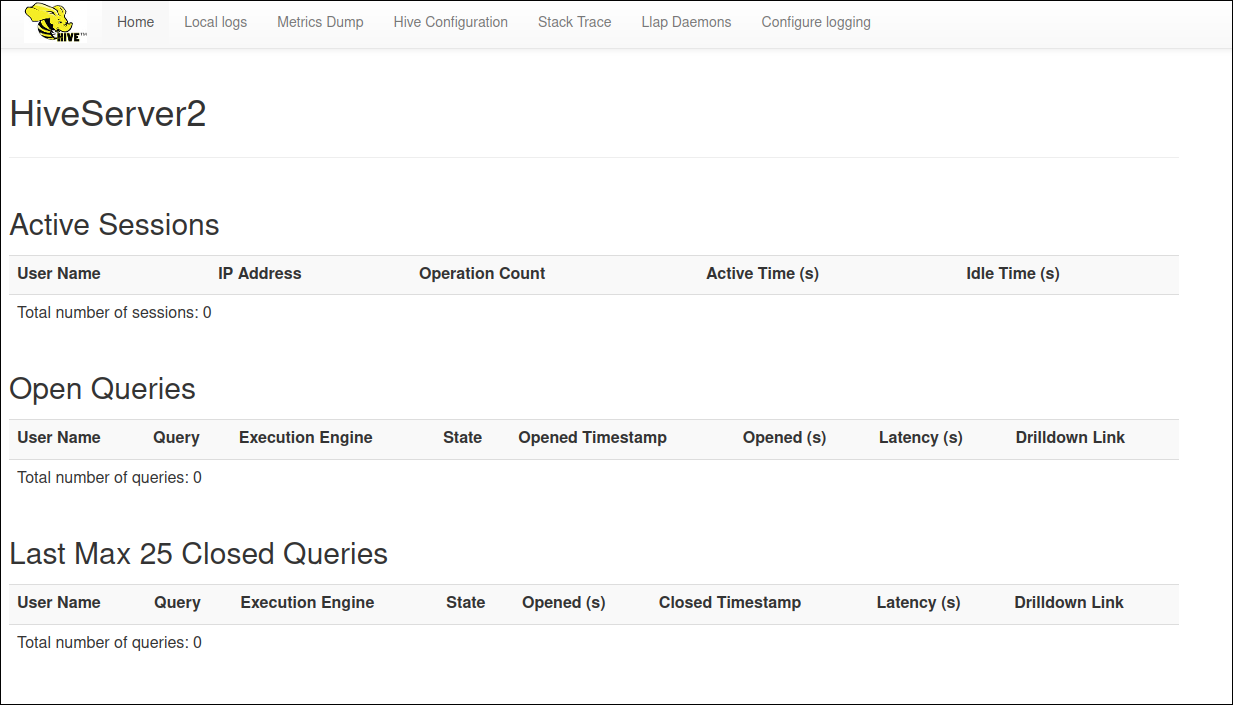 HIVE™ Home Local logs Metrics Dump Hive Configuration Stack Trace Llap Daemons Configure logging
HiveServer2
Active Sessions
User Name IP Address Operation Count Active Time (s) Idle Time (s)
Total number of sessions: 0
Open Queries
User Name Query Execution Engine State Opened Timestamp Opened (s) Latency (s) Drilldown Link
Total number of queries: 0
Last Max 25 Closed Queries
User Name Query Execution Engine State Opened (s) Closed Timestamp Latency (s) Drilldown Link
Total number of queries: 0